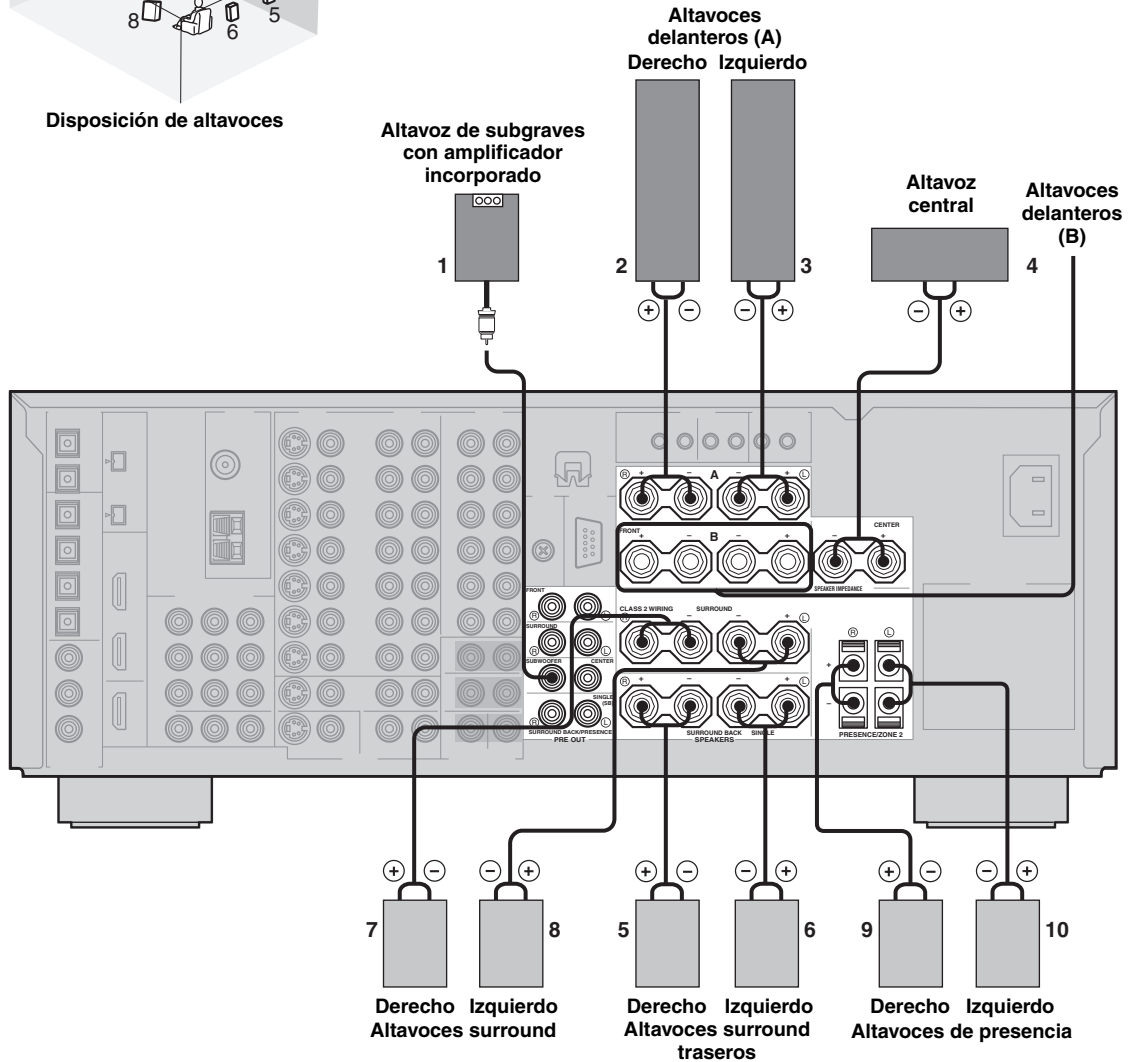 8
6
5
Disposición de altavoces
Altavoces
delanteros (A)
Derecho Izquierdo
Altavoz de subgraves
con amplificador
incorporado
Altavoz
central
Altavoces
delanteros
(B)
1
2
3
4
+ − − +
− +
R + − A − + L
FRONT
+ − B − +
CENTER
− +
SPEAKER IMPEDANCE
FRONT
R L
SURROUND
R L
SUBWOOFER CENTER
SINGLE
(SB)
R L
SURROUND BACK/PRESENCE
PRE OUT
CLASS 2 WIRING SURROUND
R + − − + L
R + − − + L
SURROUND BACK SINGLE
SPEAKERS
R L
+
−
PRESENCE/ZONE 2
+ − − + + − − + + − − +
7 8 5 6 9 10
Derecho Izquierdo
Altavoces surround
Derecho Izquierdo
Altavoces surround
traseros
Derecho Izquierdo
Altavoces de presencia